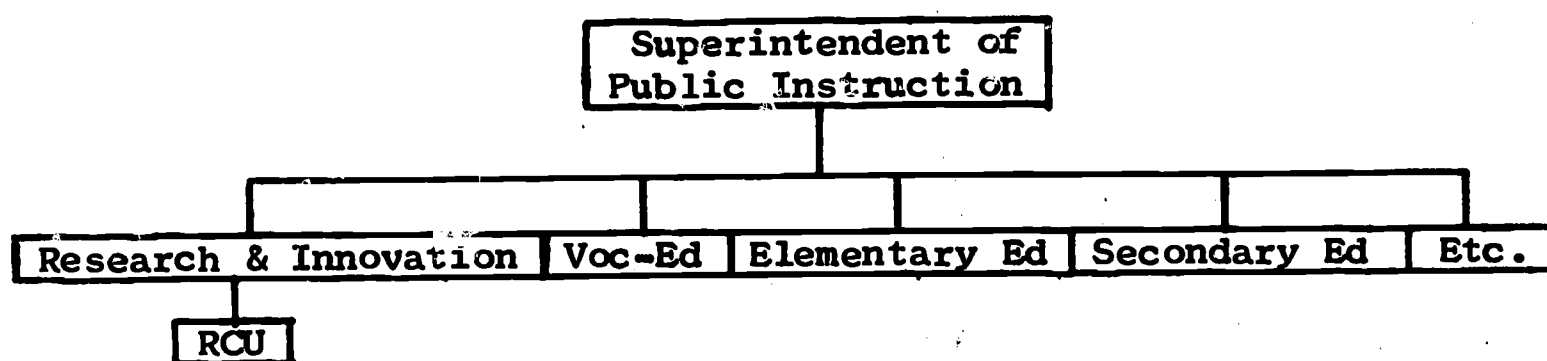 Superintendent of
Public Instruction
Research & Innovation Voc-Ed Elementary Ed Secondary Ed Etc.
RCU